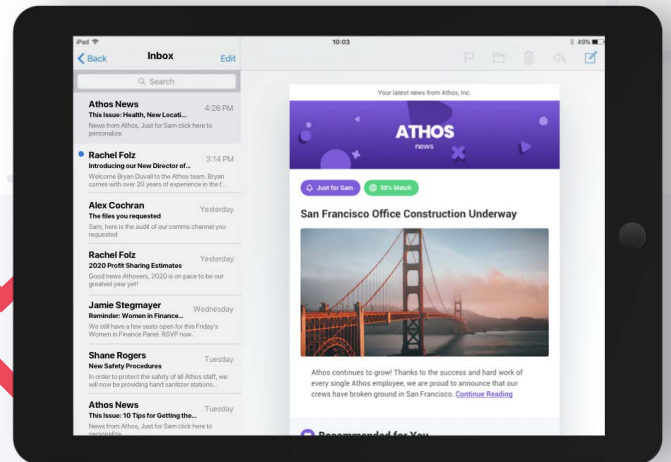 iPad
10:03
49%
Back
Inbox
Edit
Search
Athos News
4:26 PM
This Issue: Health, New Locati...
News from Athos, Just for Sam click here to
personalize
Rachel Folz
3:14 PM
Introducing our New Director of...
Welcome Bryan Duvall to the Athos team. Bryan
comes with over 20 years of experience in the f...
Alex Cochran
Yesterday
The files you requested
Sam, here is the audit of our comms channel you
requested
Rachel Folz
Yesterday
2020 Profit Sharing Estimates
Good news Athosers, 2020 is on pace to be our
greatest year yet!
Jamie Stegmayer
Wednesday
Reminder: Women in Finance...
We still have a few seats open for this Friday's
Women in Finance Panel. RSVP now.
Shane Rogers
Tuesday
New Safety Procedures
In order to protect the safety of all Athos staff, we
will now be providing hand sanitizer stations...
Athos News
Tuesday
This Issue: 10 Tips for Getting the...
News from Athos, Just for Sam click here to
personalize
Your latest news from Athos, Inc.
ATHOS
news
Just for Sam
98% Match
San Francisco Office Construction Underway
Athos continues to grow! Thanks to the success and hard work of
every single Athos employee, we are proud to announce that our
crews have broken ground in San Francisco. Continue Reading
Recommended for You